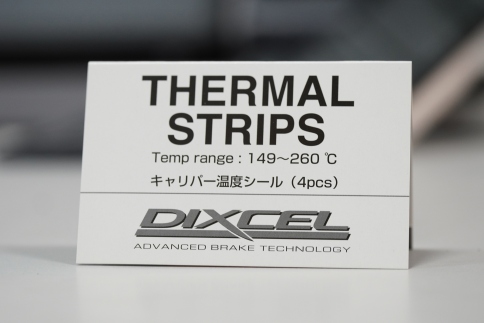 THERMAL
STRIPS
Temp range : 149～260 ℃
キャリパー温度シール（4pcs）
DIXCEL
ADVANCED BRAKE TECHNOLOGY